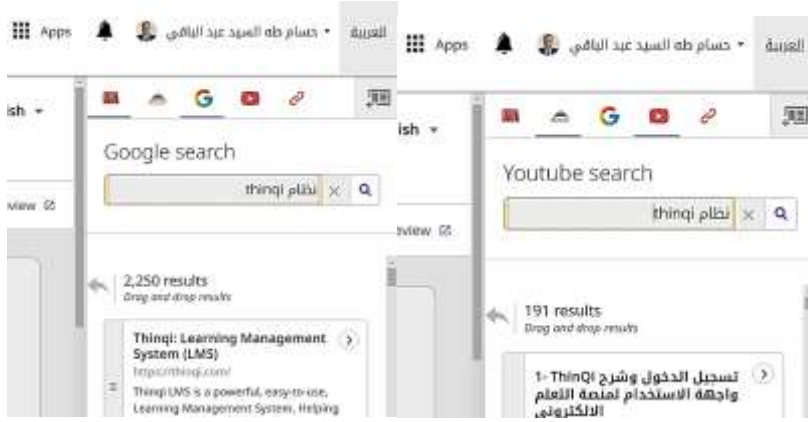 Apps
حسام طه السيد عبد الباقي
العربية
sh
Google search
نظام thinqi
view
2,250 results
Drag and drop results
Thinqi: Learning Management
System (LMS)
https://thinqi.com/
Thinqi LMS is a powerful, easy-to-use,
Learning Management System, Helping
Apps
حسام طه السيد عبد الباقي
العربية
ish
Youtube search
نظام thinqi
eview
191 results
Drag and drop results
1- ThinQi تسجيل الدخول وشرح
واجهة الاستخدام لمنصة التعلم
الالكتروني